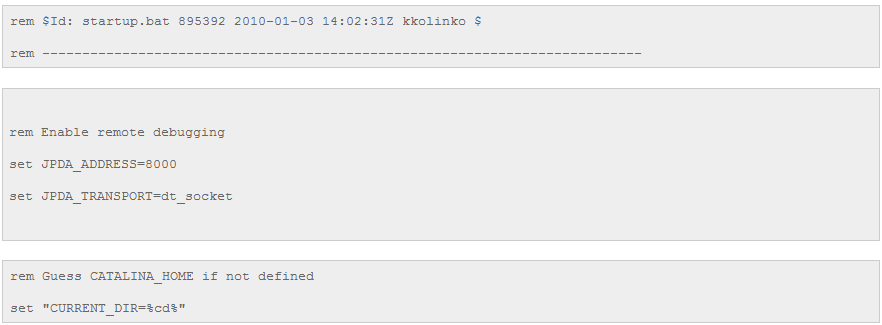 rem $Id: startup.bat 895392 2010-01-03 14:02:31Z kkolinko $
rem ---------------------------------------------------------------------------
rem Enable remote debugging
set JPDA_ADDRESS=8000
set JPDA_TRANSPORT=dt_socket
rem Guess CATALINA_HOME if not defined
set "CURRENT_DIR=%cd%"